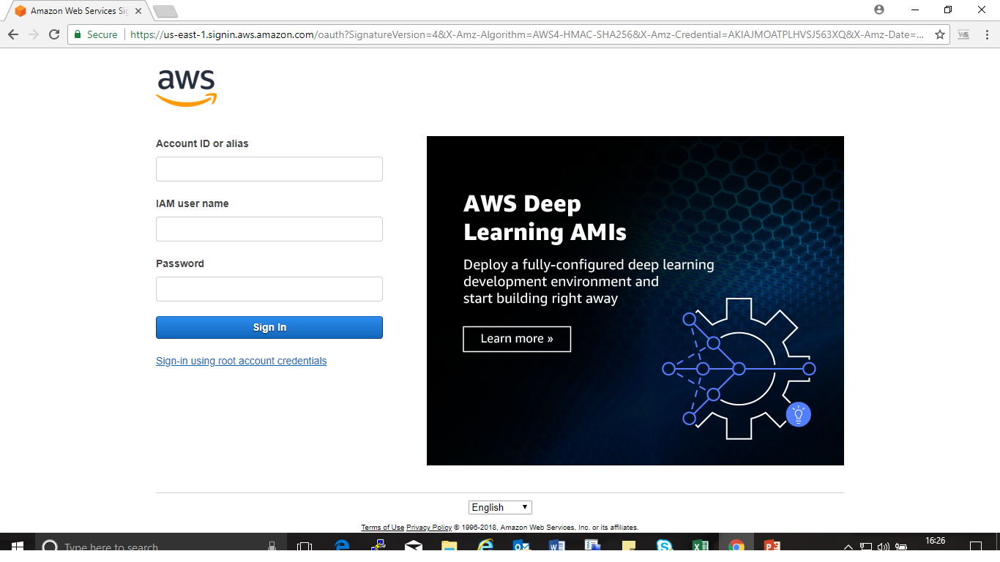 Amazon Web Services Sig
Secure
https://us-east-1.signin.aws.amazon.com/oauth?SignatureVersion=4&X-Amz-Algorithm=AWS4-HMAC-SHA256&X-Amz-Credential=AKIAJMOATPLHVSJ563XQ&X-Amz-Date=...
aws
Account ID or alias
IAM user name
Password
Sign In
Sign-in using root account credentials
AWS Deep
Learning AMIs
Deploy a fully-configured deep learning
development environment and
start building right away
Learn more »
English
Terms of Use Privacy Policy © 1996-2018, Amazon Web Services, Inc. or its affiliates.
Type here to search
16:26